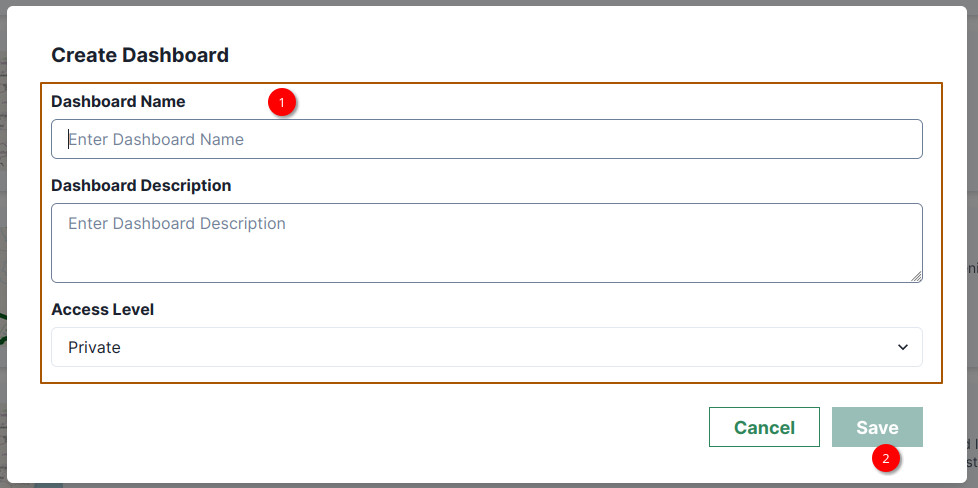 Create Dashboard
Dashboard Name 1
Enter Dashboard Name
Dashboard Description
Enter Dashboard Description
Access Level
Private
Cancel Save
2